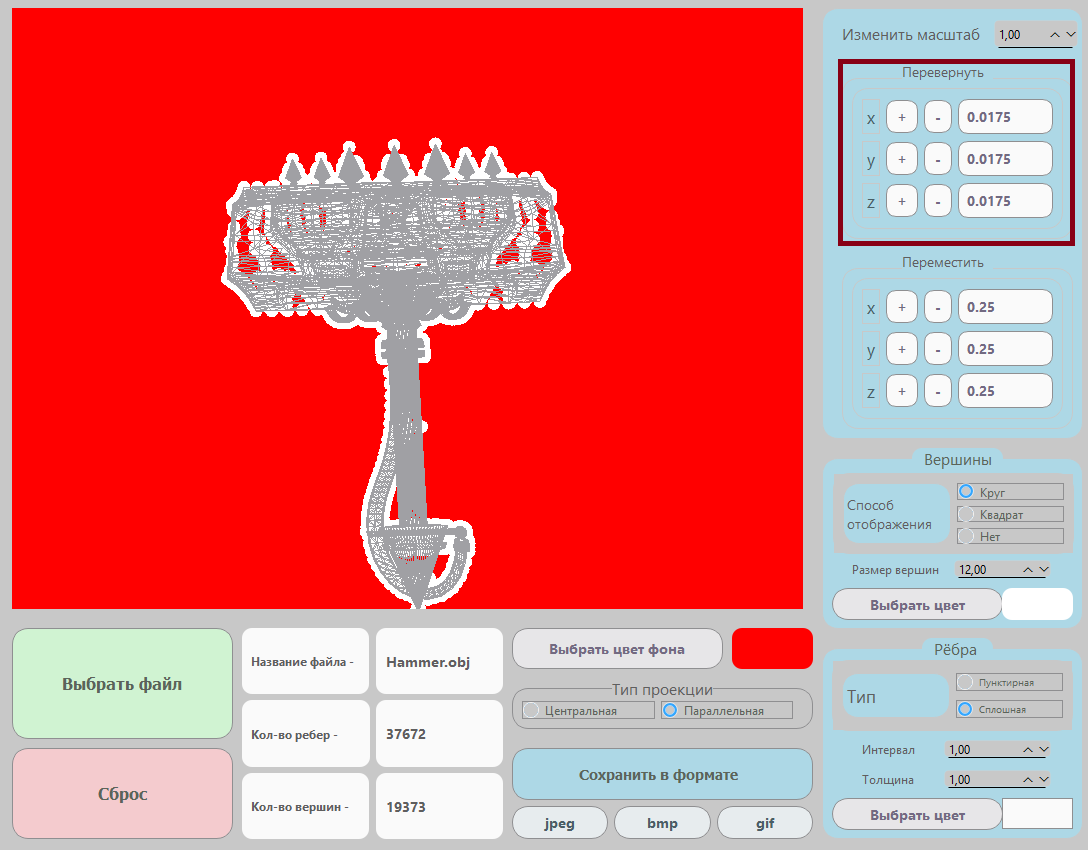 Изменить масштаб 1,00
Перевернуть
x + - 0.0175
y + - 0.0175
z + - 0.0175
Переместить
x + - 0.25
y + - 0.25
z + - 0.25
Вершины
Способ отображения
Круг
Квадрат
Нет
Размер вершин 12,00
Выбрать цвет
Рёбра
Тип
Пунктирная
Сплошная
Интервал 1,00
Толщина 1,00
Выбрать цвет
Выбрать файл
Сброс
Название файла - Hammer.obj
Кол-во ребер - 37672
Кол-во вершин - 19373
Выбрать цвет фона
Тип проекции
Центральная Параллельная
Сохранить в формате
jpeg bmp gif